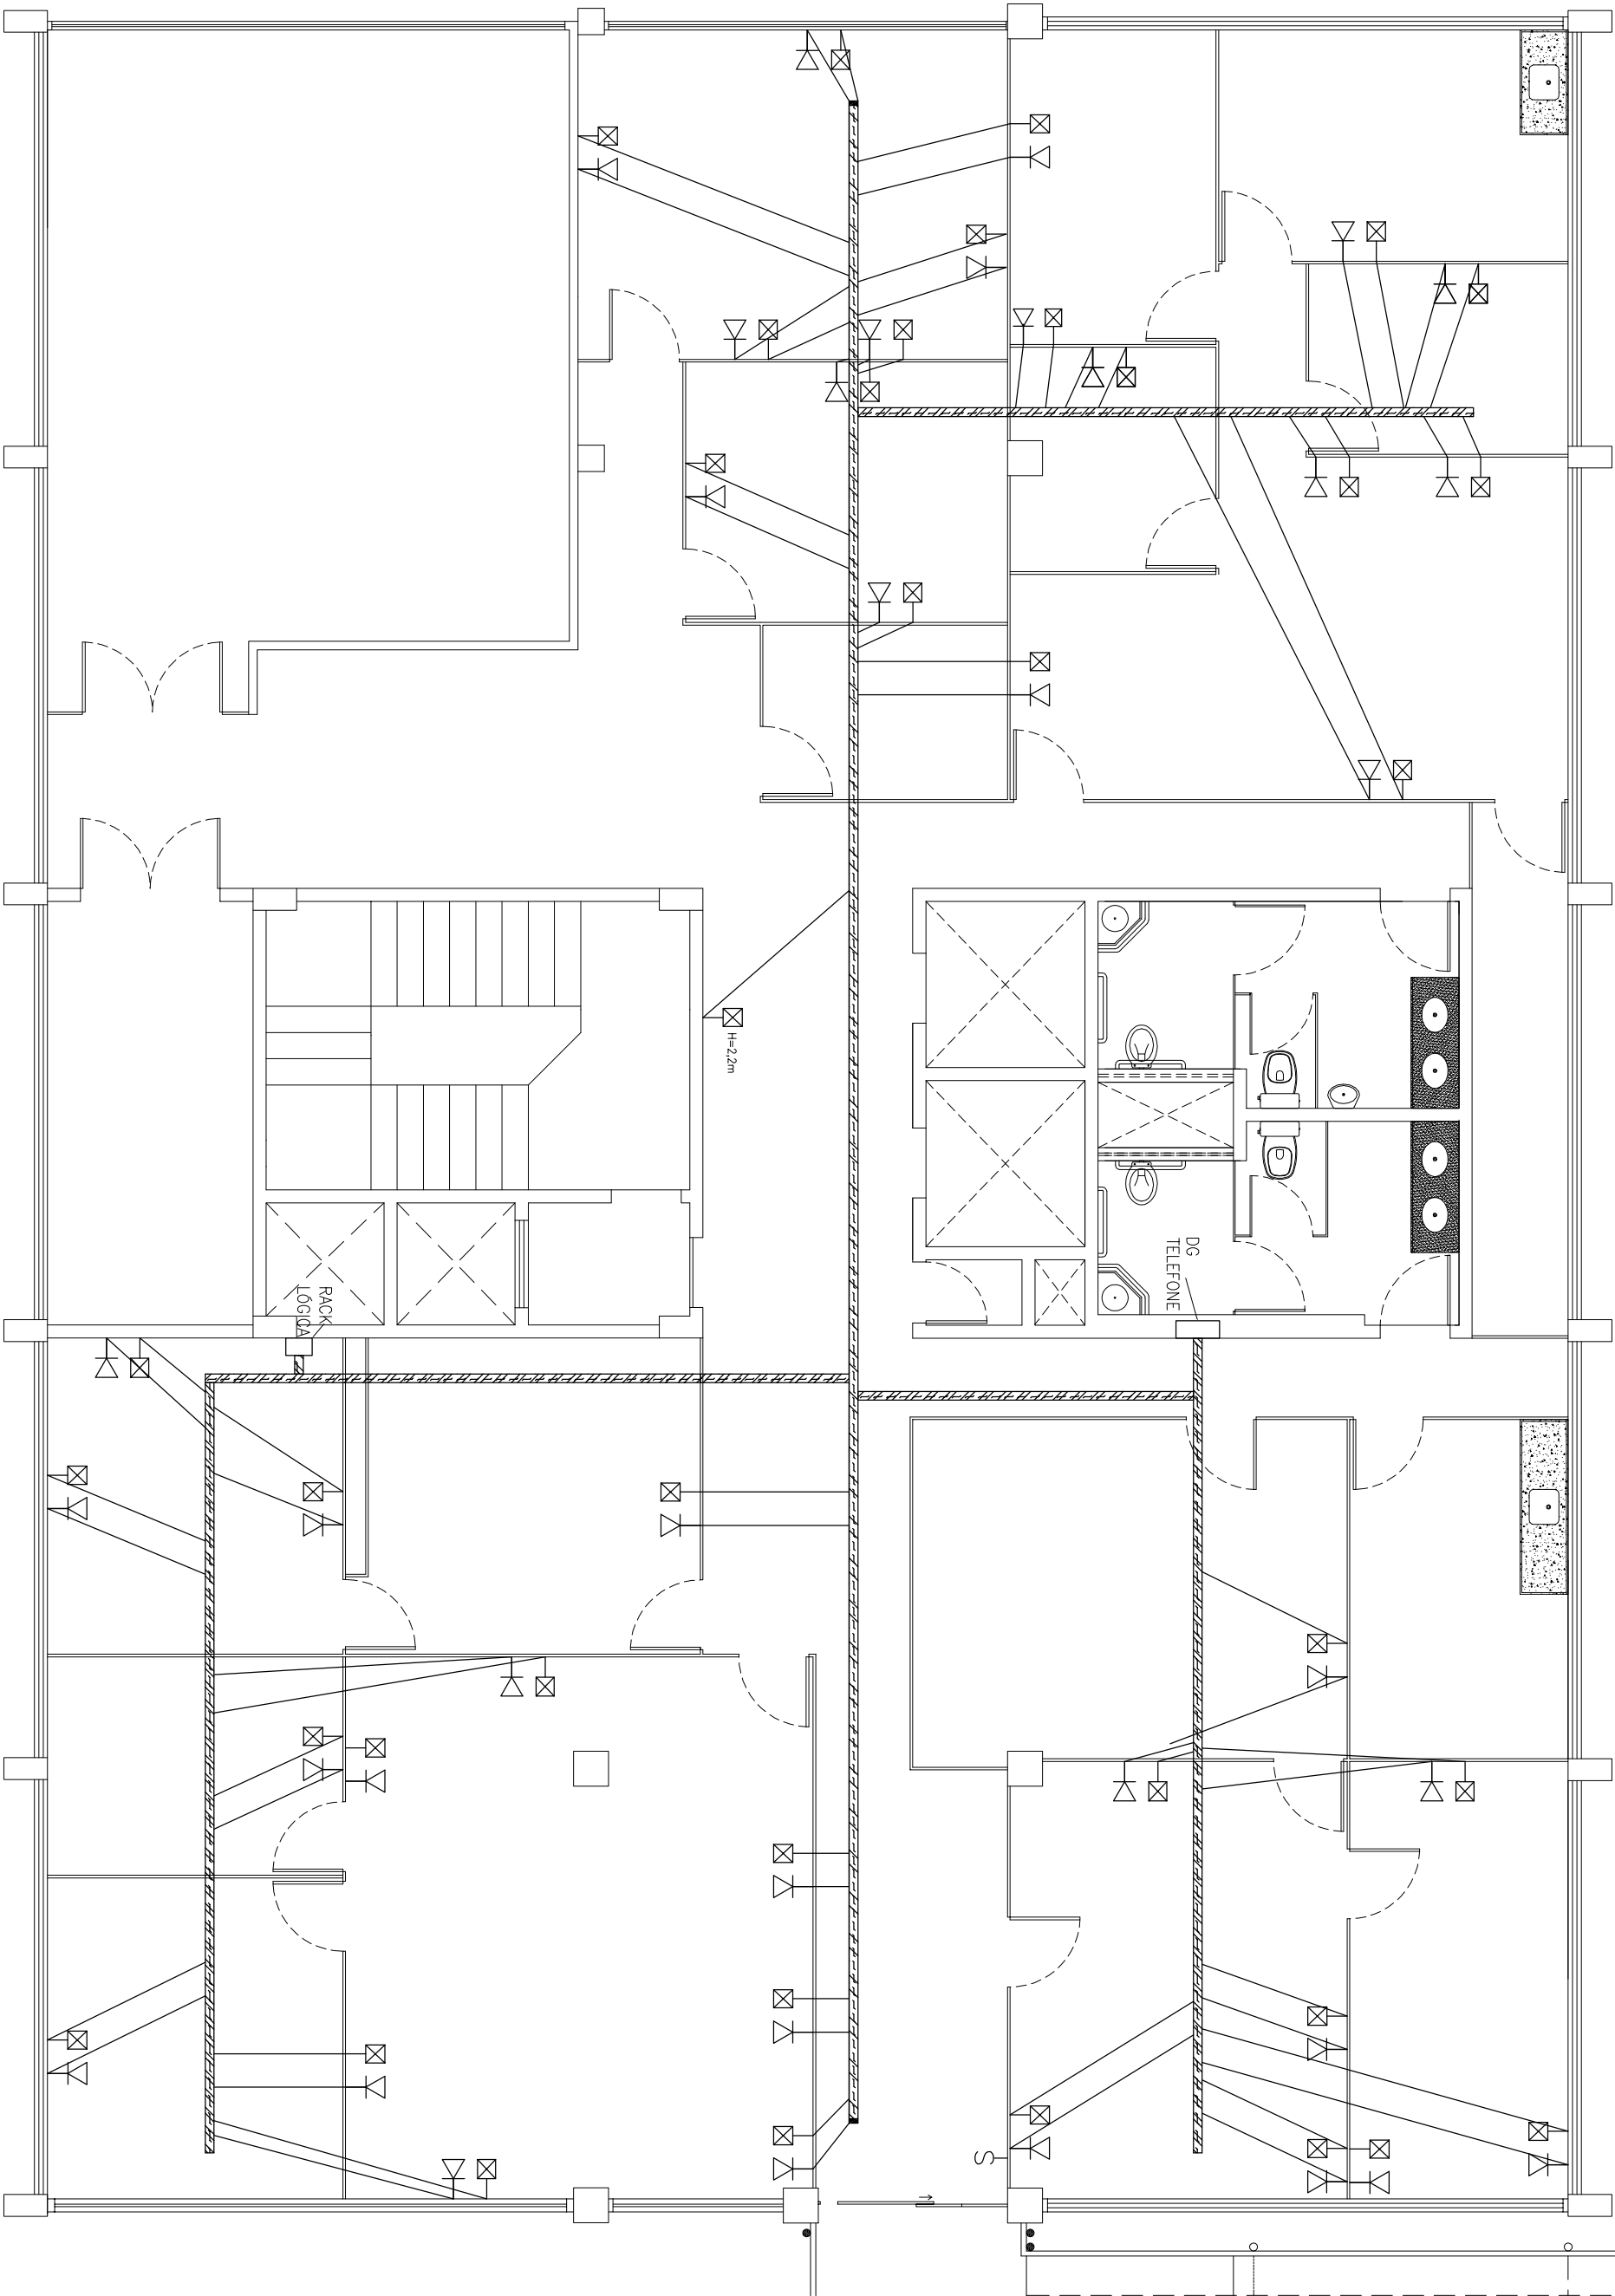 H=2,2m
DG
TELEFONE
RACK
LÓGICA
S